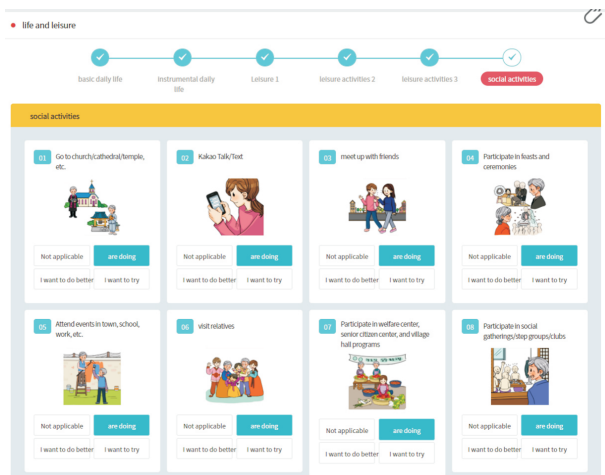 life and leisure
basic daily life
Instrumental daily
life
Leisure 1
leisure activities 2
leisure activities 3
social activities
social activities
01 Go to church/cathedral/temple,
etc.
Not applicable are doing
I want to do better I want to try
02 Kakao Talk/Text
Not applicable are doing
I want to do better I want to try
03 meet up with friends
Not applicable are doing
I want to do better I want to try
04 Participate in feasts and
ceremonies
Not applicable are doing
I want to do better I want to try
05 Attend events in town, school,
work, etc.
Not applicable are doing
I want to do better I want to try
06 visit relatives
Not applicable are doing
I want to do better I want to try
07 Participate in welfare center,
senior citizen center, and village
hall programs
Not applicable are doing
I want to do better I want to try
08 Participate in social
gatherings/step groups/clubs
Not applicable are doing
I want to do better I want to try